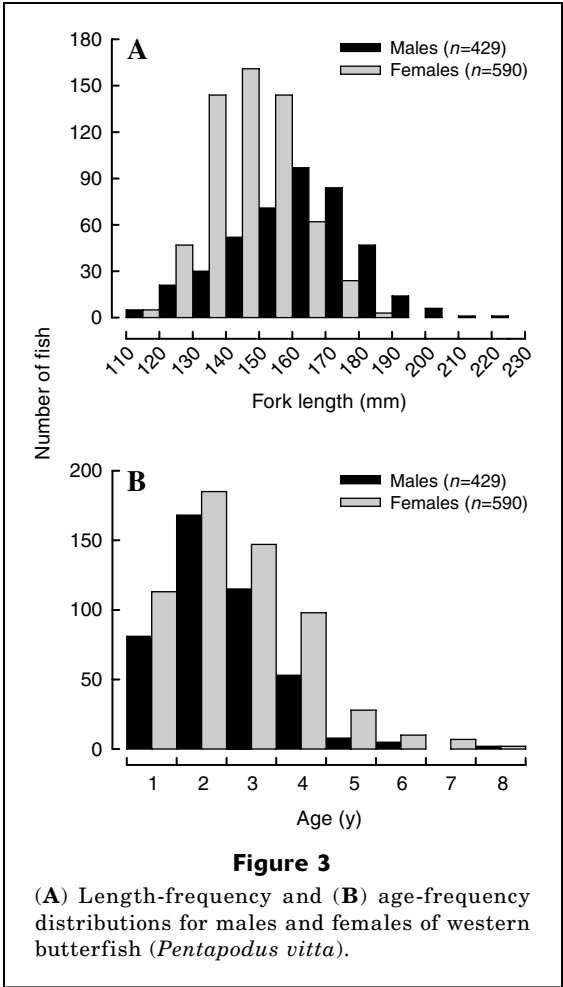 180
A
Males (n=429)
Females (n=590)
150
120
90
60
30
0
110 120 130 140 150 160 170 180 190 200 210 220 230
Fork length (mm)
Number of fish
200
B
Males (n=429)
Females (n=590)
150
100
50
0
1 2 3 4 5 6 7 8
Age (y)
Figure 3
(A) Length-frequency and (B) age-frequency
distributions for males and females of western
butterfish (Pentapodus vitta).